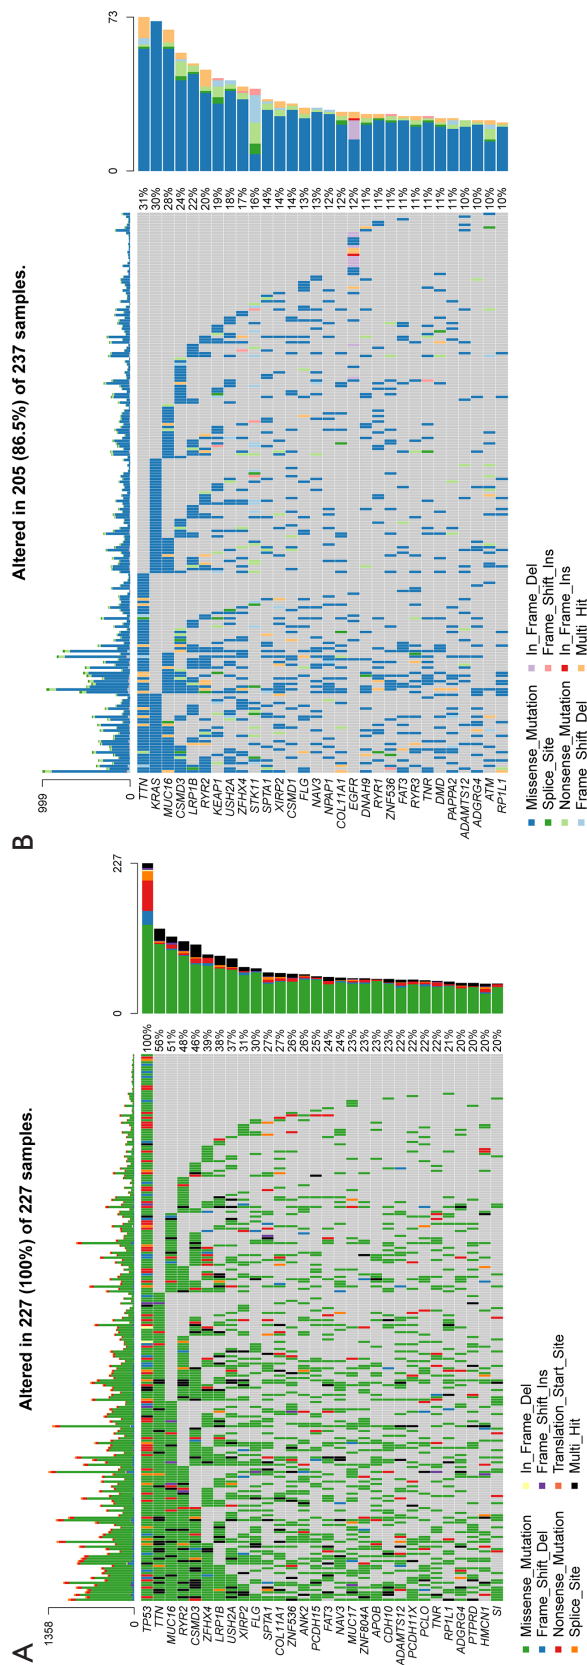 A
Altered in 227 (100%) of 227 samples.
1358
0
0
227
TP53 100%
TTN 56%
MUC16 51%
RYR2 48%
CSMD3 46%
ZFHX4 39%
LRP1B 38%
USH2A 37%
XIRP2 31%
FLG 30%
SPTA1 27%
COL11A1 27%
ZNF536 26%
ANK2 26%
PCDH15 25%
FAT3 24%
NAV3 24%
MUC17 23%
ZNF804A 23%
APOB 23%
CDH10 23%
ADAMTS12 22%
PCDH11X 22%
PCLO 22%
TNR 22%
RP1L1 21%
ADGRG4 20%
PTPRD 20%
HMCN1 20%
SI 20%
Missense_Mutation
Frame_Shift_Del
Nonsense_Mutation
Splice_Site
In_Frame_Del
Frame_Shift_Ins
Translation_Start_Site
Multi_Hit
B
Altered in 205 (86.5%) of 237 samples.
999
0
0
73
TTN 31%
KRAS 30%
MUC16 28%
CSMD3 24%
LRP1B 22%
RYR2 20%
KEAP1 19%
USH2A 18%
ZFHX4 17%
STK11 16%
SPTA1 14%
XIRP2 14%
CSMD1 14%
FLG 13%
NAV3 13%
NPAP1 12%
COL11A1 12%
EGFR 12%
DNAH9 11%
RYR1 11%
ZNF536 11%
FAT3 11%
RYR3 11%
TNR 11%
DMD 11%
PAPPA2 11%
ADAMTS12 10%
ADGRG4 10%
ATM 10%
RP1L1 10%
Missense_Mutation
Splice_Site
Nonsense_Mutation
Frame_Shift_Del
In_Frame_Del
Frame_Shift_Ins
In_Frame_Ins
Multi_Hit